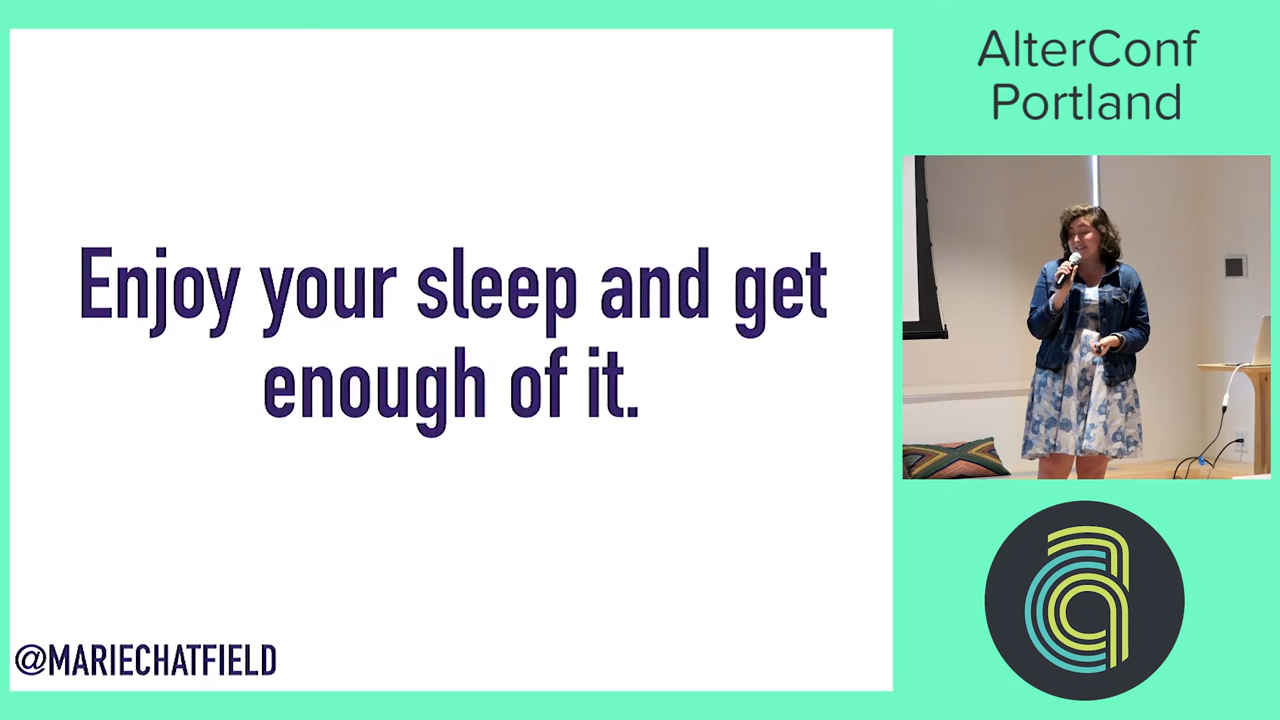 AlterConf
Portland
Enjoy your sleep and get
enough of it.
@MARIECHATFIELD